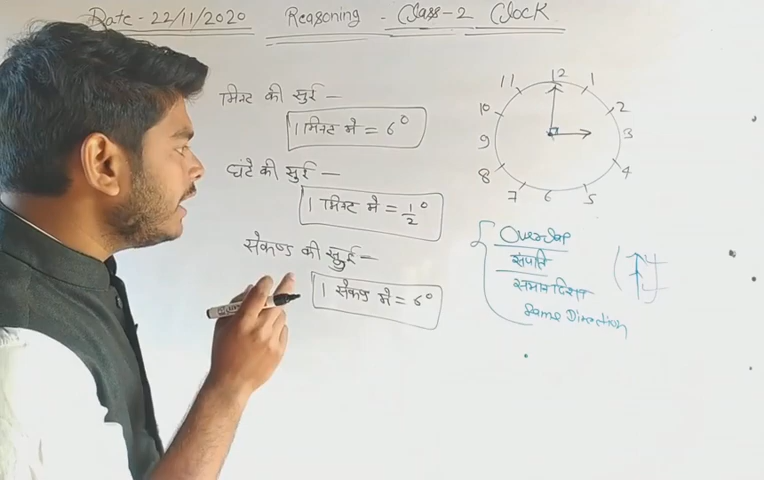 Date - 22/11/2020 Reasoning - Class-2 Clock
मिनट की सुई -
1 मिनट मे = 6°
घंटे की सुई -
1 मिनट मे = 1/2°
सेकण्ड की सुई -
1 सेकण्ड मे = 6°
12
11 1
10 2
9 3
8 4
7 6 5
Overlap
संपाति
समान दिशा
Same Direction